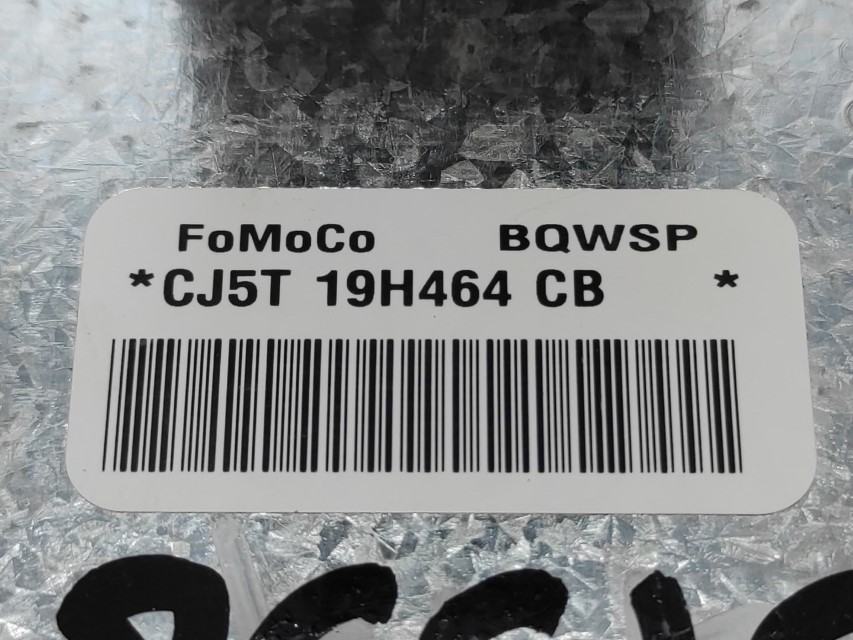 FoMoCo BQWSP
*CJ5T 19H464 CB *